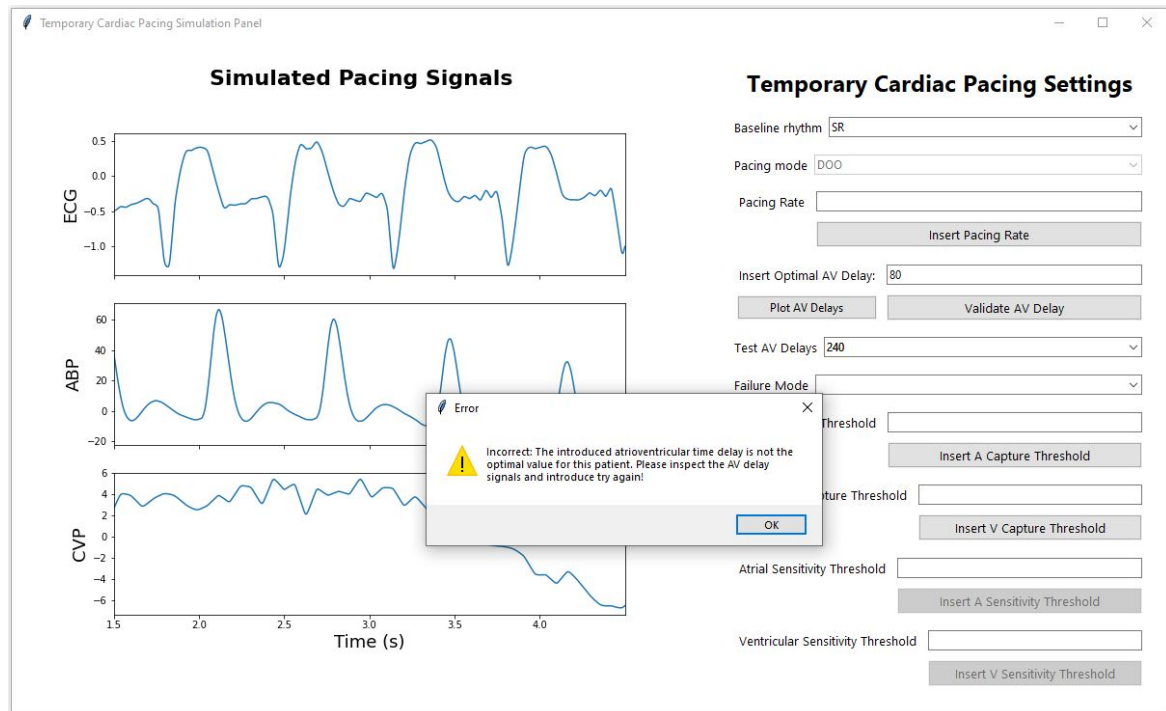 Temporary Cardiac Pacing Simulation Panel
Simulated Pacing Signals
ECG
0.5
0.0
−0.5
−1.0
ABP
60
40
20
0
−20
CVP
6
4
2
0
−2
−4
−6
1.5 2.0 2.5 3.0 3.5 4.0
Time (s)
Temporary Cardiac Pacing Settings
Baseline rhythm SR
Pacing mode DOO
Pacing Rate
Insert Pacing Rate
Insert Optimal AV Delay: 80
Plot AV Delays Validate AV Delay
Test AV Delays 240
Failure Mode
Threshold
Insert A Capture Threshold
Threshold
Insert V Capture Threshold
Atrial Sensitivity Threshold
Insert A Sensitivity Threshold
Ventricular Sensitivity Threshold
Insert V Sensitivity Threshold
Error
Incorrect: The introduced atrioventricular time delay is not the
optimal value for this patient. Please inspect the AV delay
signals and introduce try again!
OK